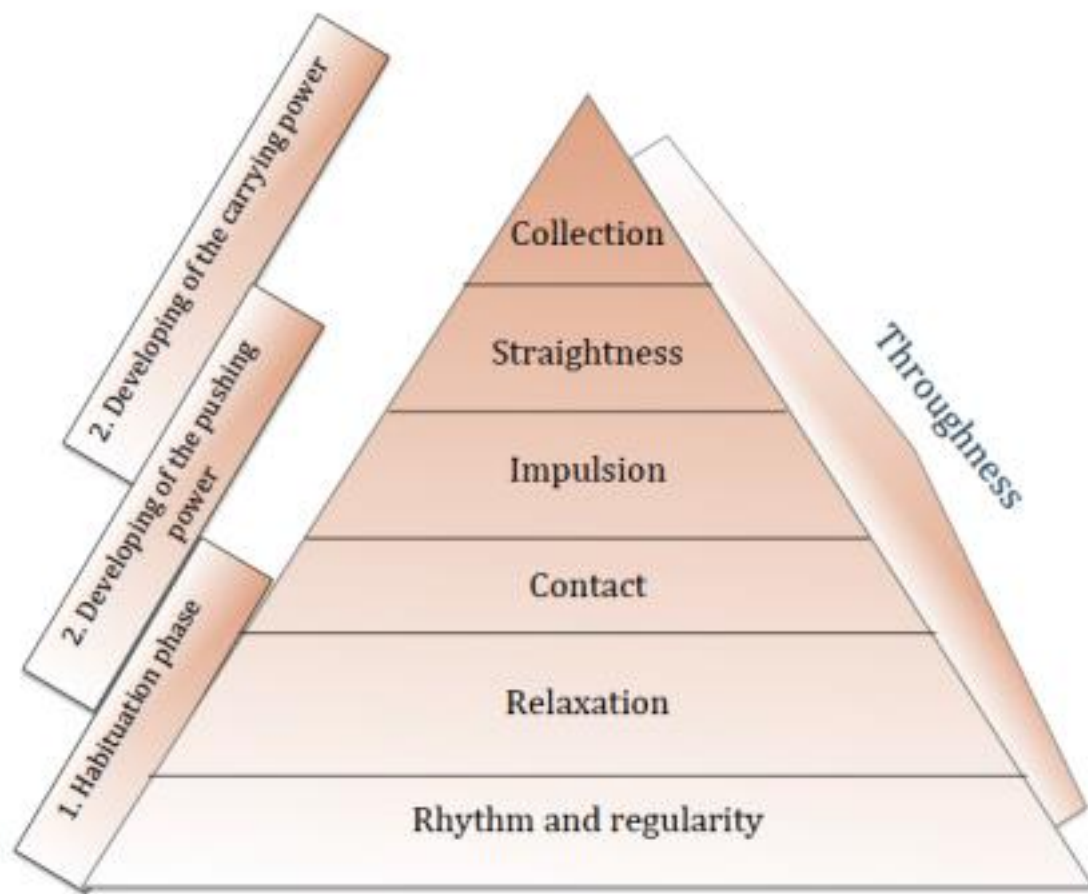 2. Developing of the carrying power
2. Developing of the pushing
power
1. Habituation phase
Collection
Straightness
Impulsion
Contact
Relaxation
Rhythm and regularity
Throughness